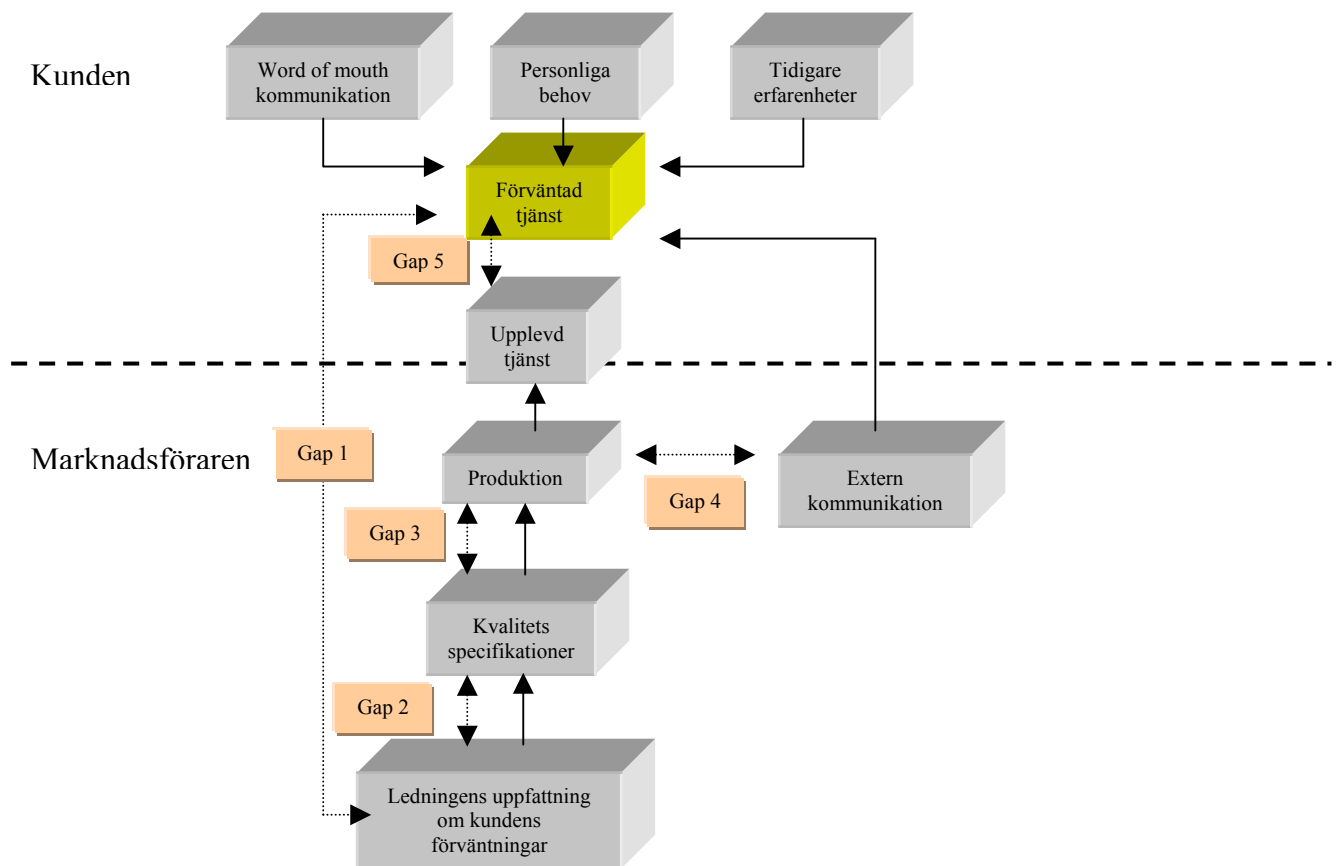 Kunden
Word of mouth
kommunikation
Personliga
behov
Tidigare
erfarenheter
Förväntad
tjänst
Gap 5
Upplevd
tjänst
Marknadsföraren
Gap 1
Produktion
Gap 4
Extern
kommunikation
Gap 3
Kvalitets
specifikationer
Gap 2
Ledningens uppfattning
om kundens
förväntningar